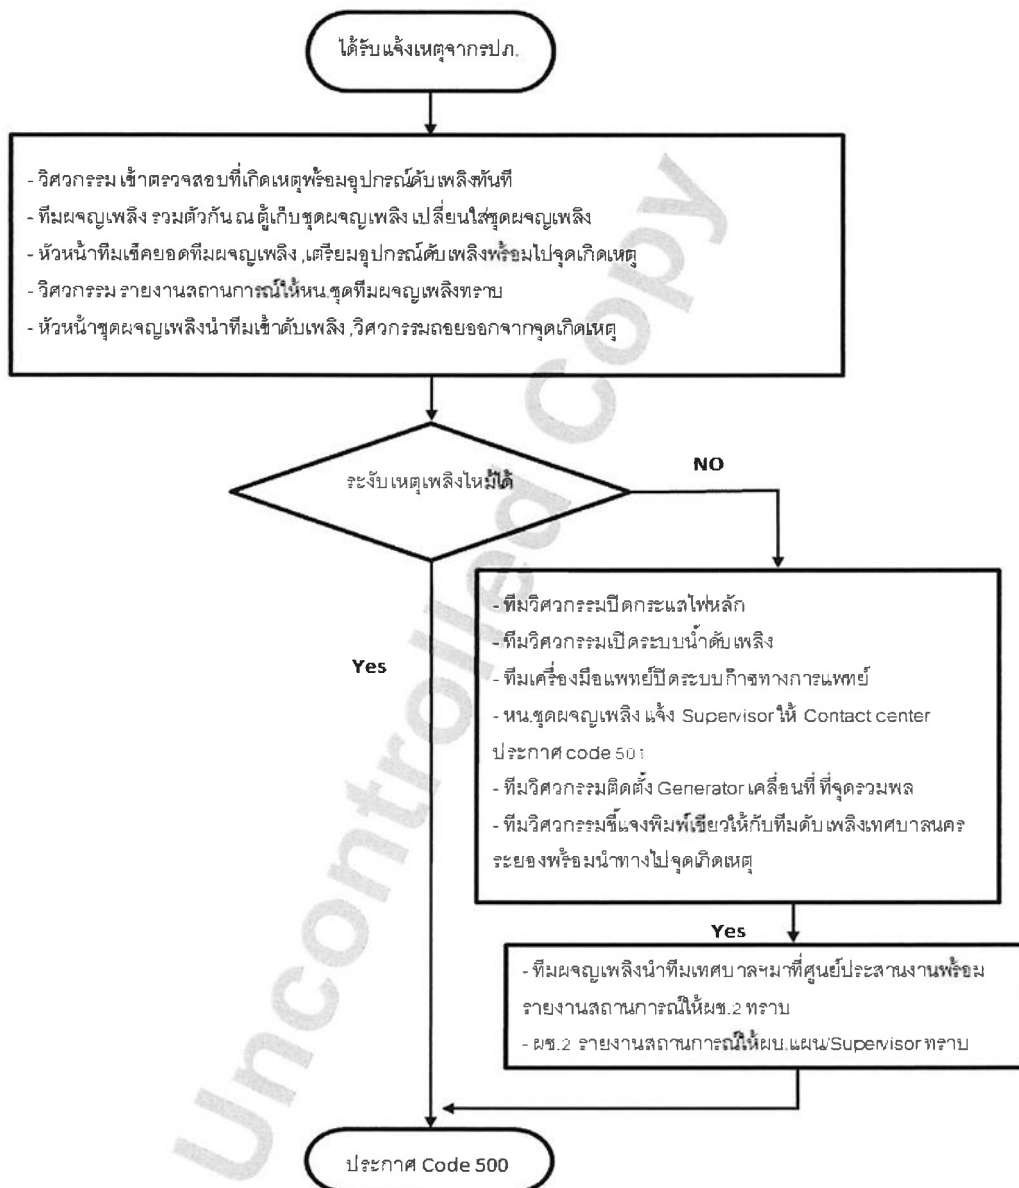 ได้รับแจ้งเหตุจากรปภ.
- วิศวกรรม เข้าตรวจสอบที่เกิดเหตุพร้อมอุปกรณ์ดับเพลิงทันที
- ทีมผจญเพลิง รวมตัวกัน ณ ตู้เก็บชุดผจญเพลิง เปลี่ยนใส่ชุดผจญเพลิง
- หัวหน้าทีมเช็คยอดทีมผจญเพลิง ,เตรียมอุปกรณ์ดับเพลิงพร้อมไปจุดเกิดเหตุ
- วิศวกรรม รายงานสถานการณ์ให้หน.ชุดทีมผจญเพลิงทราบ
- หัวหน้าชุดผจญเพลิงนำทีมเข้าดับเพลิง ,วิศวกรรมถอยออกจากจุดเกิดเหตุ
ระงับเหตุเพลิงไหม้ได้
NO
Yes
- ทีมวิศวกรรมปิดกระแสไฟหลัก
- ทีมวิศวกรรมเปิดระบบน้ำดับเพลิง
- ทีมเครื่องมือแพทย์ปิดระบบก๊าซทางการแพทย์
- หน.ชุดผจญเพลิง แจ้ง Supervisor ให้ Contact center
ประกาศ code 501
- ทีมวิศวกรรมติดตั้ง Generator เคลื่อนที่ ที่จุดรวมพล
- ทีมวิศวกรรมชี้แจงพิมพ์เขียวให้กับทีมดับเพลิงเทศบาลนคร
ระยองพร้อมนำทางไปจุดเกิดเหตุ
Yes
- ทีมผจญเพลิงนำทีมเทศบาลฯมาที่ศูนย์ประสานงานพร้อม
รายงานสถานการณ์ให้ผช.2 ทราบ
- ผช.2 รายงานสถานการณ์ให้ผบ.แผน/Supervisor ทราบ
ประกาศ Code 500
Uncontrolled Copy